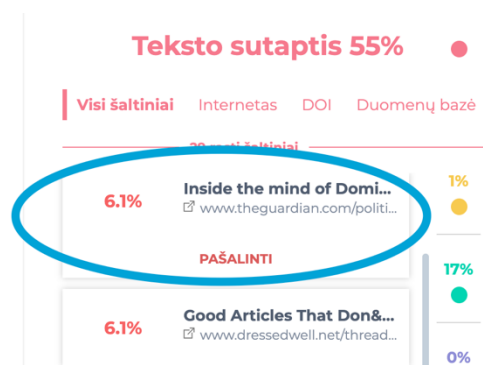 Teksto sutaptis 55%
Visi šaltiniai Internetas DOI Duomenų bazė
6.1%
Inside the mind of Domi...
www.theguardian.com/politi...
PAŠALINTI
6.1%
Good Articles That Don&...
www.dressedwell.net/thread...
1%
17%
0%